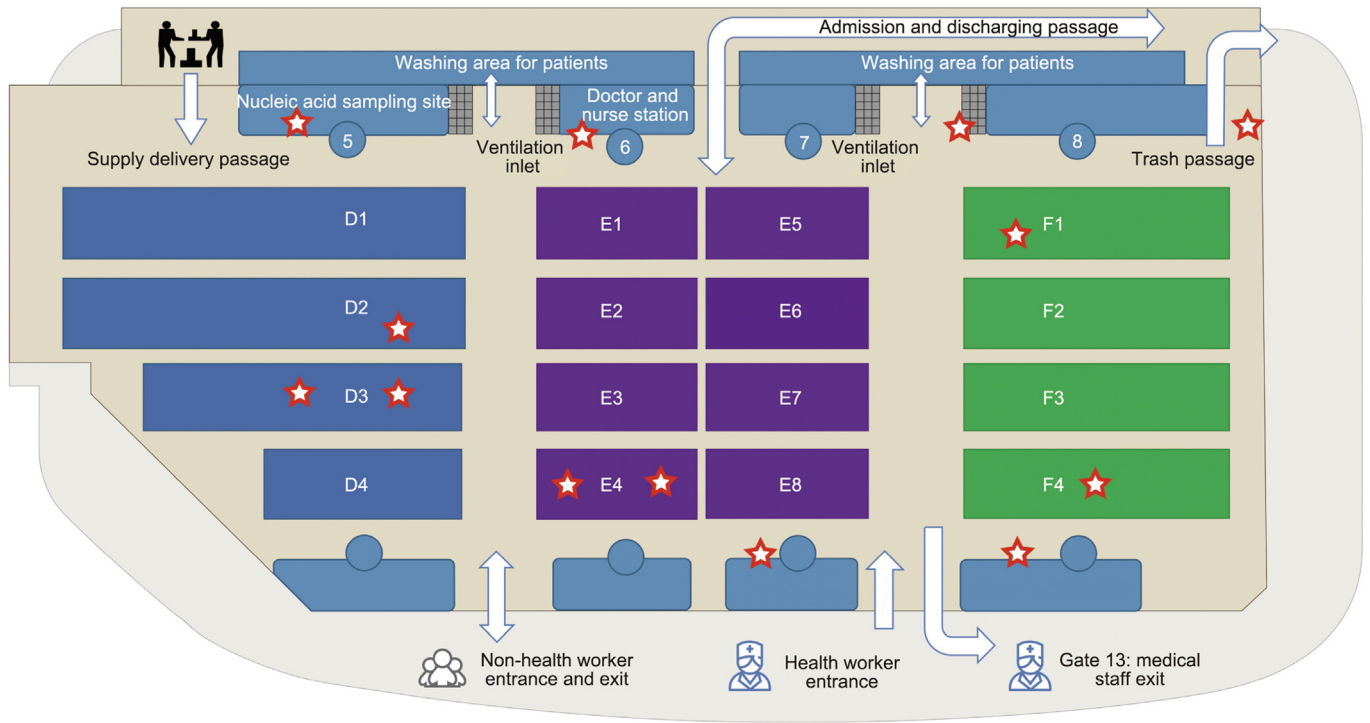 Admission and discharging passage
Washing area for patients
Washing area for patients
Nucleic acid sampling site
Doctor and
nurse station
5
6
7
8
Supply delivery passage
Ventilation
inlet
Ventilation
inlet
Trash passage
D1
E1
E5
F1
D2
E2
E6
F2
D3
E3
E7
F3
D4
E4
E8
F4
Non-health worker
entrance and exit
Health worker
entrance
Gate 13: medical
staff exit